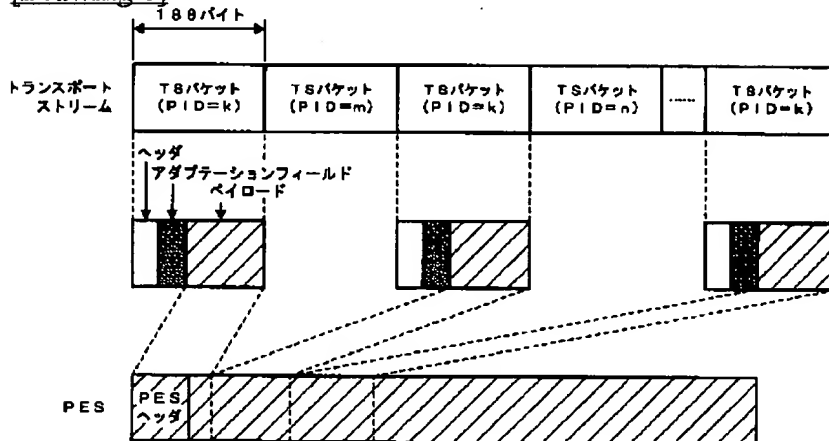 188バイト
トランスポート
ストリーム
TSパケット
(PID=k)
TSパケット
(PID=m)
TSパケット
(PID=k)
TSパケット
(PID=n)
……
TSパケット
(PID=k)
ヘッダ
アダプテーションフィールド
ペイロード
PES
PES
ヘッダ